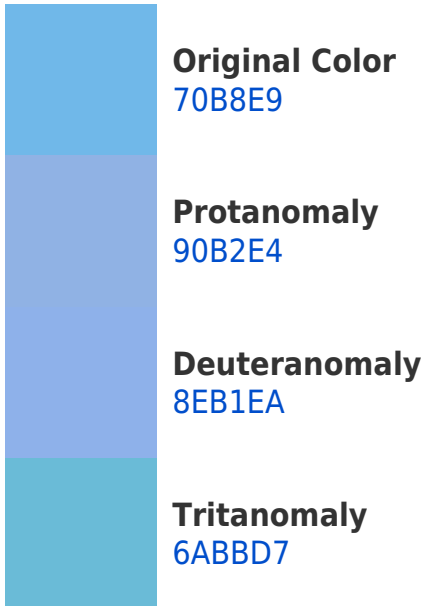 Original Color
70B8E9
Protanomaly
90B2E4
Deuteranomaly
8EB1EA
Tritanomaly
6ABBD7